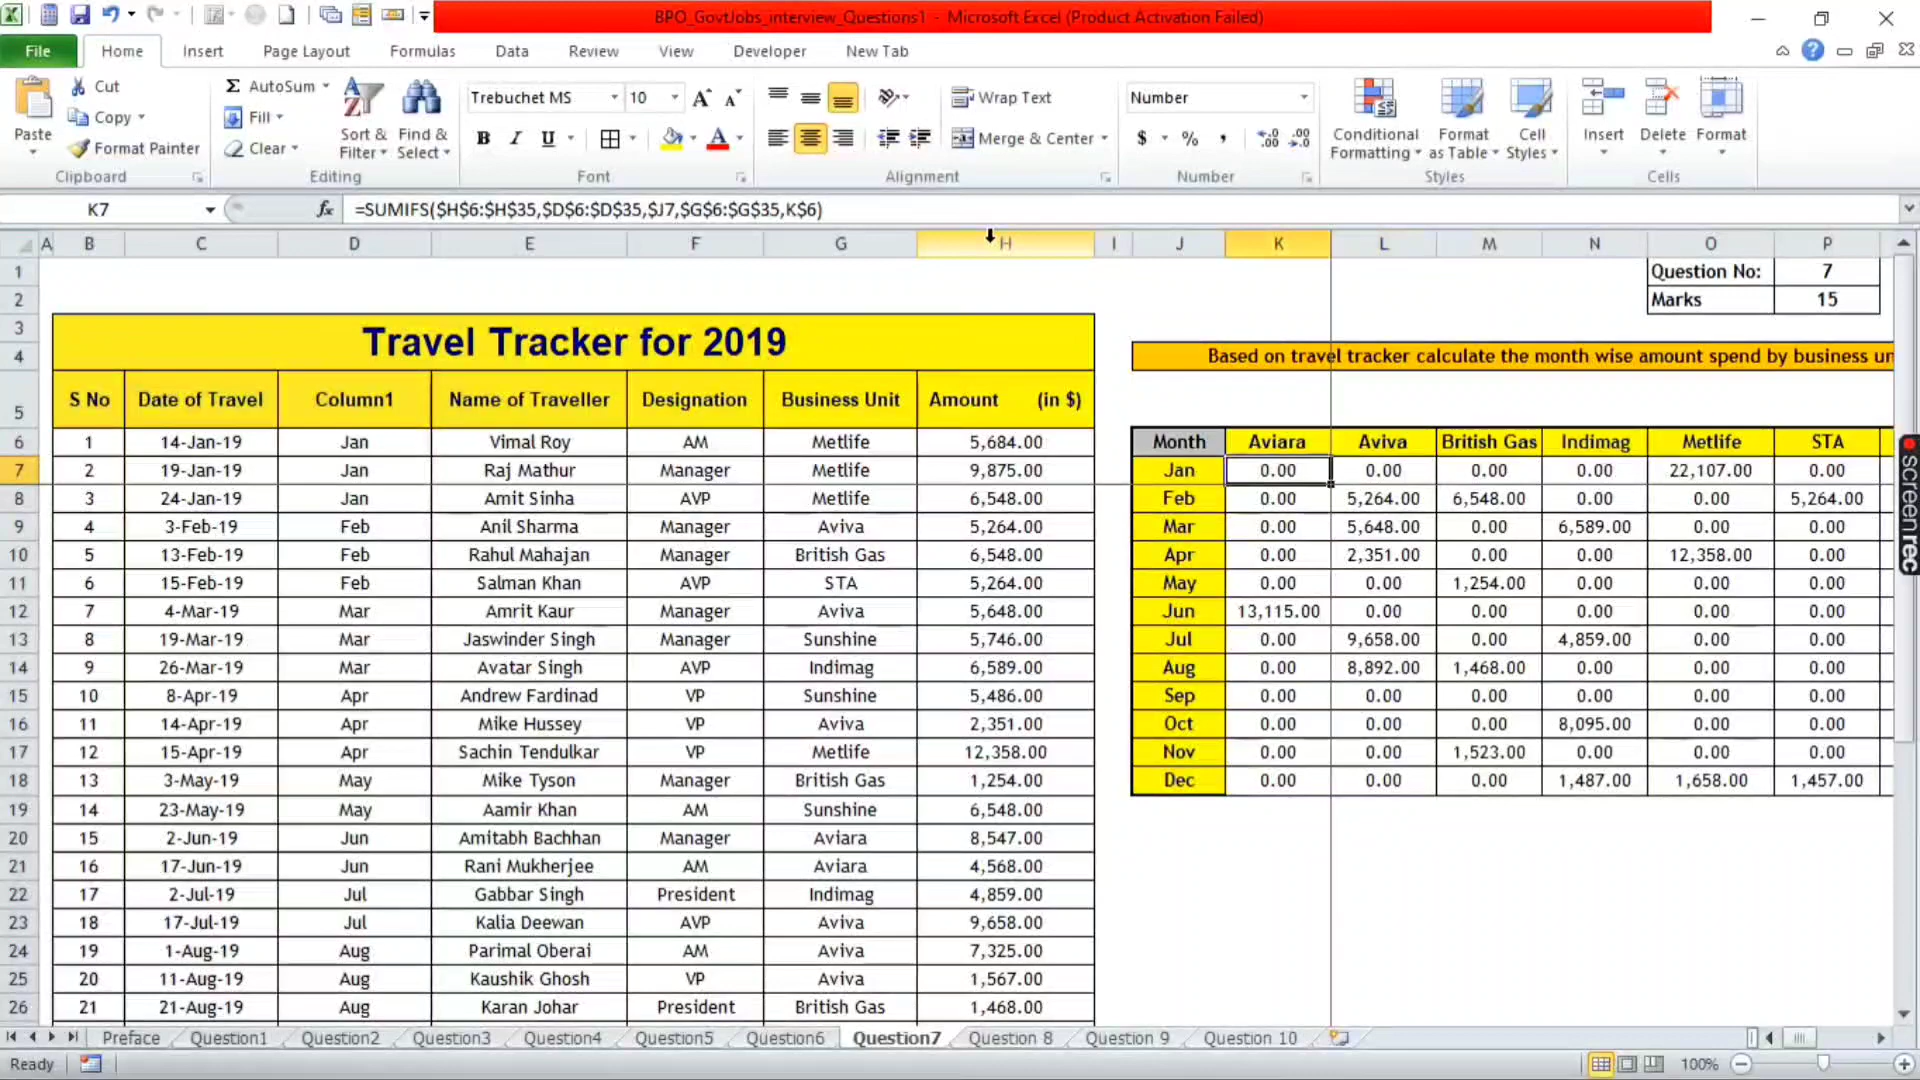 BPO_GovtJobs_interview_Questions1 - Microsoft Excel (Product Activation Failed)
File Home Insert Page Layout Formulas Data Review View Developer New Tab
Paste Cut Copy Format Painter Clipboard
AutoSum Fill Clear Sort & Filter Find & Select Editing
Trebuchet MS 10 A A B I U A Font
Wrap Text Merge & Center Alignment
Number $ % , Number
Conditional Formatting Format as Table Cell Styles Styles
Insert Delete Format Cells
K7 fx =SUMIFS($H$6:$H$35,$D$6:$D$35,$J7,$G$6:$G$35,K$6)
A B C D E F G H I J K L M N O P
1 Question No: 7
2 Marks 15
3
Travel Tracker for 2019
4 Based on travel tracker calculate the month wise amount spend by business un
5 S No Date of Travel Column1 Name of Traveller Designation Business Unit Amount (in $)
6 1 14-Jan-19 Jan Vimal Roy AM Metlife 5,684.00 Month Aviara Aviva British Gas Indimag Metlife STA
7 2 19-Jan-19 Jan Raj Mathur Manager Metlife 9,875.00 Jan 0.00 0.00 0.00 0.00 22,107.00 0.00
8 3 24-Jan-19 Jan Amit Sinha AVP Metlife 6,548.00 Feb 0.00 5,264.00 6,548.00 0.00 0.00 5,264.00
9 4 3-Feb-19 Feb Anil Sharma Manager Aviva 5,264.00 Mar 0.00 5,648.00 0.00 6,589.00 0.00 0.00
10 5 13-Feb-19 Feb Rahul Mahajan Manager British Gas 6,548.00 Apr 0.00 2,351.00 0.00 0.00 12,358.00 0.00
11 6 15-Feb-19 Feb Salman Khan AVP STA 5,264.00 May 0.00 0.00 1,254.00 0.00 0.00 0.00
12 7 4-Mar-19 Mar Amrit Kaur Manager Aviva 5,648.00 Jun 13,115.00 0.00 0.00 0.00 0.00 0.00
13 8 19-Mar-19 Mar Jaswinder Singh Manager Sunshine 5,746.00 Jul 0.00 9,658.00 0.00 4,859.00 0.00 0.00
14 9 26-Mar-19 Mar Avatar Singh AVP Indimag 6,589.00 Aug 0.00 8,892.00 1,468.00 0.00 0.00 0.00
15 10 8-Apr-19 Apr Andrew Fardinad VP Sunshine 5,486.00 Sep 0.00 0.00 0.00 0.00 0.00 0.00
16 11 14-Apr-19 Apr Mike Hussey VP Aviva 2,351.00 Oct 0.00 0.00 0.00 8,095.00 0.00 0.00
17 12 15-Apr-19 Apr Sachin Tendulkar VP Metlife 12,358.00 Nov 0.00 0.00 1,523.00 0.00 0.00 0.00
18 13 3-May-19 May Mike Tyson Manager British Gas 1,254.00 Dec 0.00 0.00 0.00 1,487.00 1,658.00 1,457.00
19 14 23-May-19 May Aamir Khan AM Sunshine 6,548.00
20 15 2-Jun-19 Jun Amitabh Bachhan Manager Aviara 8,547.00
21 16 17-Jun-19 Jun Rani Mukherjee AM Aviara 4,568.00
22 17 2-Jul-19 Jul Gabbar Singh President Indimag 4,859.00
23 18 17-Jul-19 Jul Kalia Deewan AVP Aviva 9,658.00
24 19 1-Aug-19 Aug Parimal Oberai AM Aviva 7,325.00
25 20 11-Aug-19 Aug Kaushik Ghosh VP Aviva 1,567.00
26 21 21-Aug-19 Aug Karan Johar President British Gas 1,468.00
screenrec
Preface Question1 Question2 Question3 Question4 Question5 Question6 Question7 Question 8 Question 9 Question 10
Ready 100%